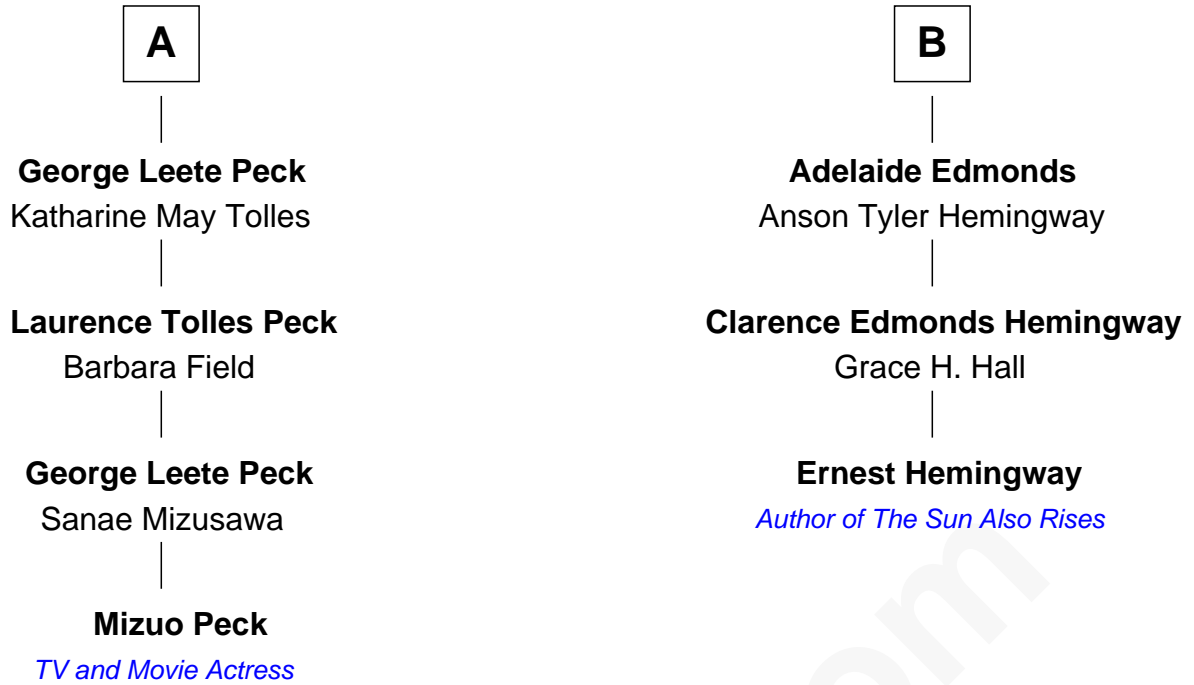 A
George Leete Peck
Katharine May Tolles
Laurence Tolles Peck
Barbara Field
George Leete Peck
Sanae Mizusawa
Mizuo Peck
TV and Movie Actress
B
Adelaide Edmonds
Anson Tyler Hemingway
Clarence Edmonds Hemingway
Grace H. Hall
Ernest Hemingway
Author of The Sun Also Rises
om